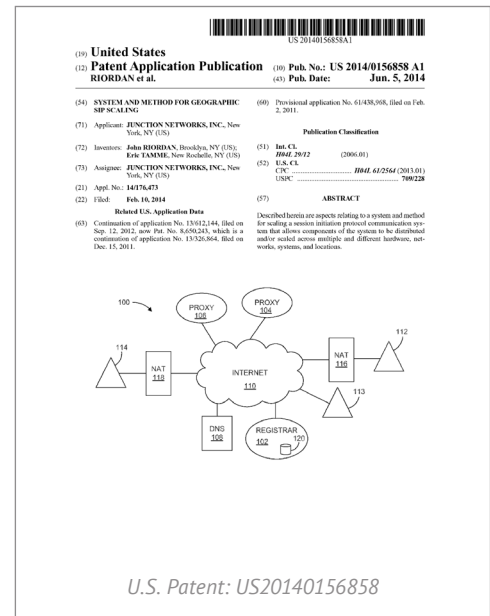 US 20140156858A1
(19) United States
(12) Patent Application Publication
RIORDAN et al.
(10) Pub. No.: US 2014/0156858 A1
(43) Pub. Date: Jun. 5, 2014
(54) SYSTEM AND METHOD FOR GEOGRAPHIC
SIP SCALING
(71) Applicant: JUNCTION NETWORKS, INC., New
York, NY (US)
(72) Inventors: John RIORDAN, Brooklyn, NY (US);
Eric TAMME, New Rochelle, NY (US)
(73) Assignee: JUNCTION NETWORKS, INC., New
York, NY (US)
(21) Appl. No.: 14/176,473
(22) Filed: Feb. 10, 2014
Related U.S. Application Data
(63) Continuation of application No. 13/612,144, filed on
Sep. 12, 2012, now Pat. No. 8,650,243, which is a
continuation of application No. 13/326,864, filed on
Dec. 15, 2011.
(60) Provisional application No. 61/438,968, filed on Feb.
2, 2011.
Publication Classification
(51) Int. Cl.
H04L 29/12 (2006.01)
(52) U.S. Cl.
CPC .................................... H04L 61/2564 (2013.01)
USPC .......................................................... 709/228
(57) ABSTRACT
Described herein are aspects relating to a system and method
for scaling a session initiation protocol communication sys-
tem that allows components of the system to be distributed
and/or scaled across multiple and different hardware, net-
works, systems, and locations.
100
PROXY
106
PROXY
104
114
NAT
118
INTERNET
110
NAT
116
112
113
DNS
108
REGISTRAR
102
120
U.S. Patent: US20140156858